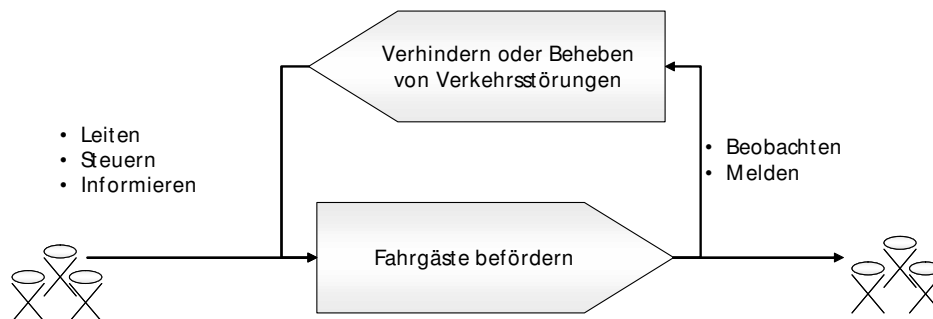 Verhindern oder Beheben
von Verkehrsstörungen
• Leiten
• Steuern
• Informieren
• Beobachten
• Melden
Fahrgäste befördern